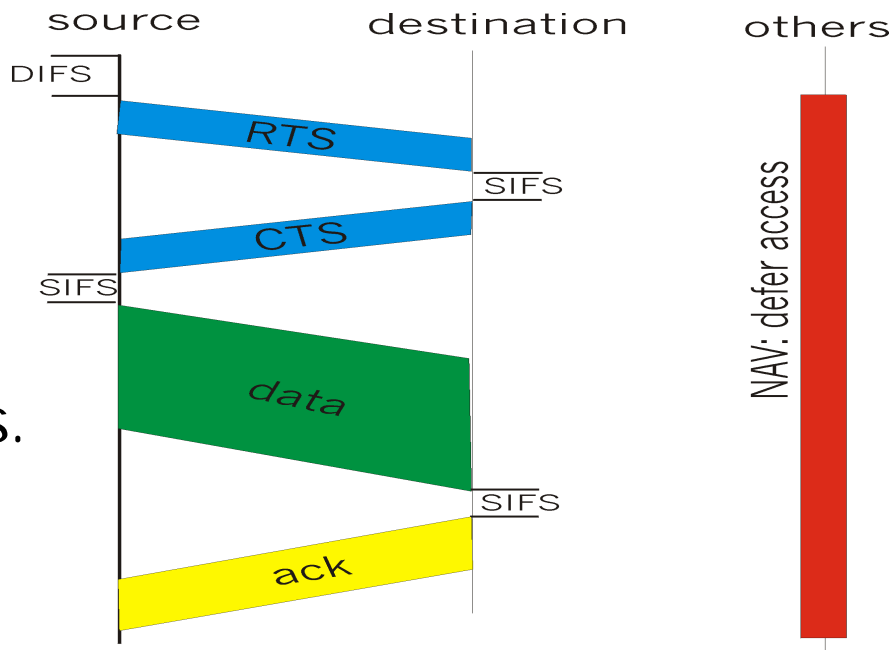 source
destination
others
DIFS
RTS
SIFS
CTS
SIFS
NAV: defer access
data
s.
SIFS
ack